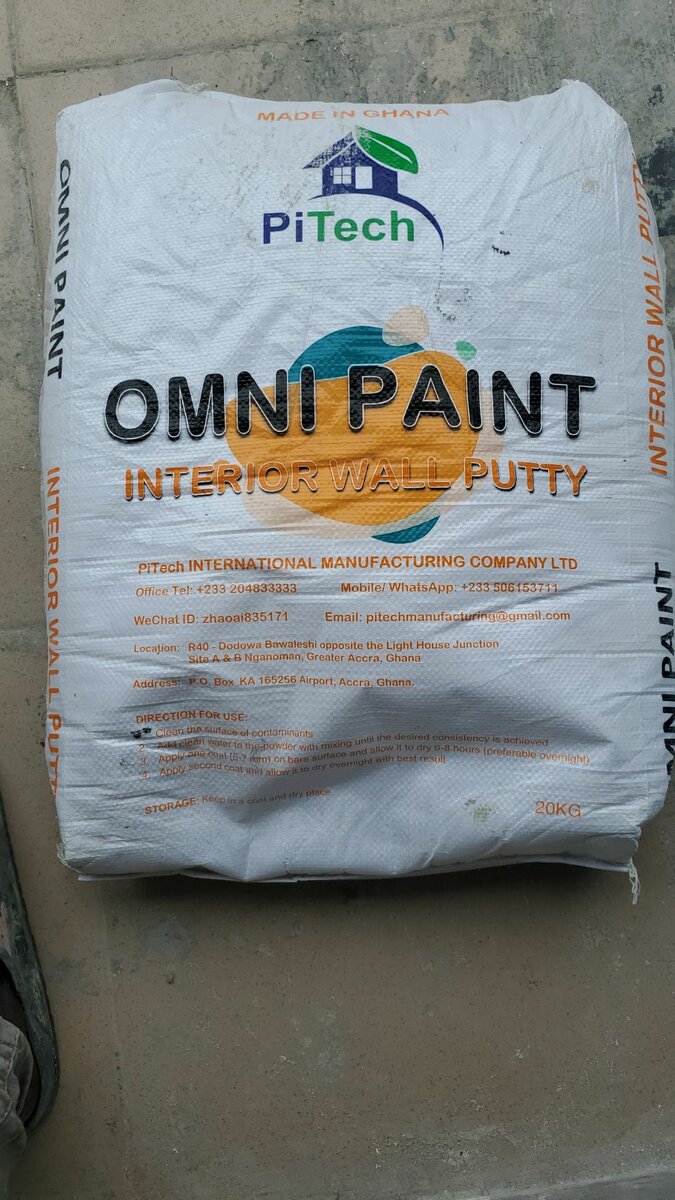 MADE IN GHANA
PiTech
OMNI PAINT
INTERIOR WALL PUTTY
PiTech INTERNATIONAL MANUFACTURING COMPANY LTD
Office Tel: +233 204833333 Mobile/ WhatsApp: +233 506153711
WeChat ID: zhaoai835171 Email: pitechmanufacturing@gmail.com
Location: R40 - Dodowa Bawaleshi opposite the Light House Junction
Site A & B Nganoman, Greater Accra, Ghana
Address: P.O. Box KA 165256 Airport, Accra, Ghana.
DIRECTION FOR USE:
Clean the surface of contaminants
2. Add clean water to the powder with mixing until the desired consistency is achieved
3. Apply one coat (5-7 mm) on bare surface and allow it to dry 6-8 hours (preferable overnight)
4. Apply second coat and allow it to dry overnight with best result
STORAGE: Keep in a cool and dry place
20KG
OMNI PAINT
INTERIOR WALL PUTTY
INTERIOR WALL PUTTY
OMNI PAINT